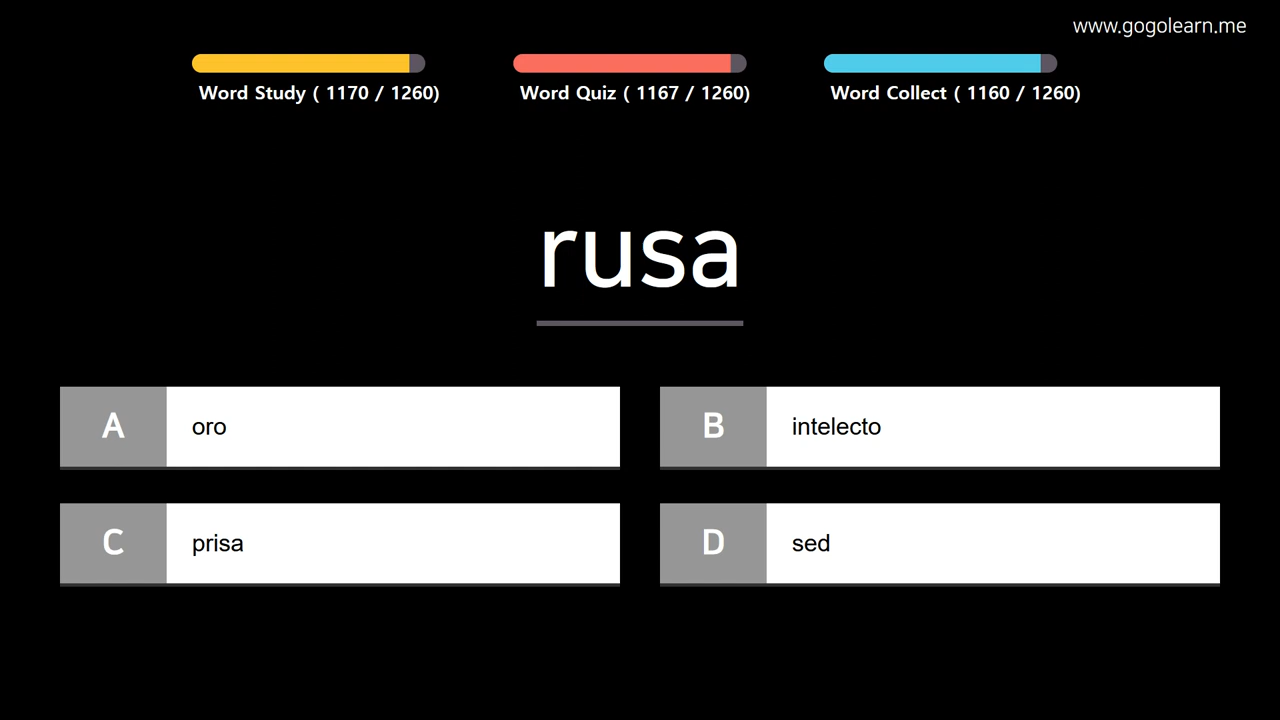 www.gogolearn.me
Word Study ( 1170 / 1260)
Word Quiz ( 1167 / 1260)
Word Collect ( 1160 / 1260)
rusa
A oro
B intelecto
C prisa
D sed